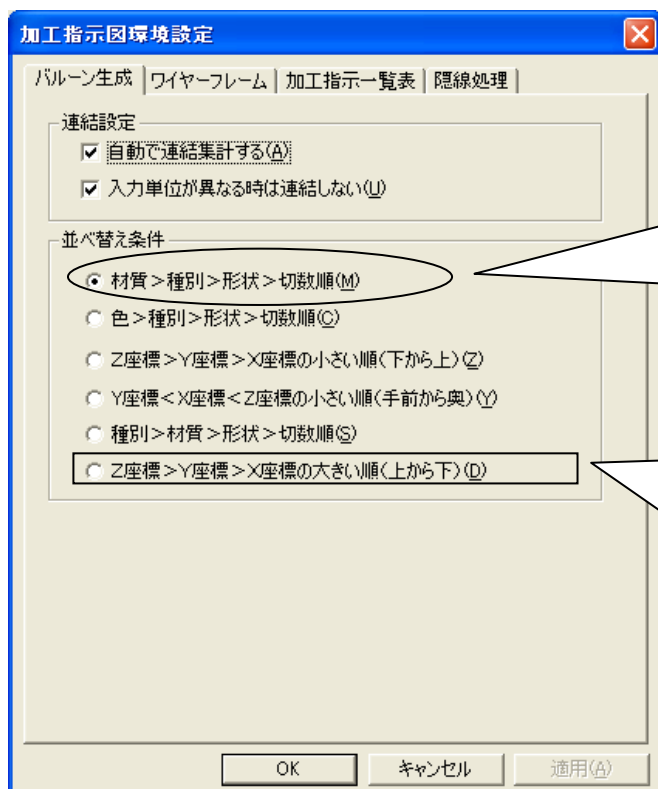 加工指示図環境設定
バルーン生成 ワイヤーフレーム 加工指示一覧表 隠線処理
連結設定
自動で連結集計する(A)
入力単位が異なる時は連結しない(U)
並べ替え条件
材質>種別>形状>切数順(M)
色>種別>形状>切数順(C)
Z座標>Y座標>X座標の小さい順(下から上)(Z)
Y座標<X座標<Z座標の小さい順(手前から奥)(Y)
種別>材質>形状>切数順(S)
Z座標>Y座標>X座標の大きい順(上から下)(D)
OK キャンセル 適用(A)